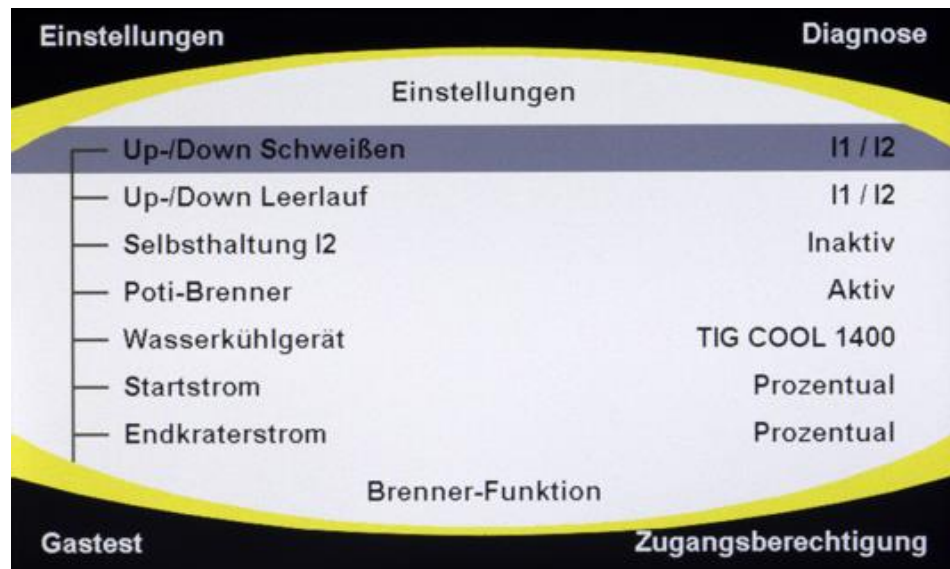 Einstellungen Diagnose
Einstellungen
Up-/Down Schweißen I1 / I2
Up-/Down Leerlauf I1 / I2
Selbsthaltung I2 Inaktiv
Poti-Brenner Aktiv
Wasserkühlgerät TIG COOL 1400
Startstrom Prozentual
Endkraterstrom Prozentual
Brenner-Funktion
Gastest Zugangsberechtigung